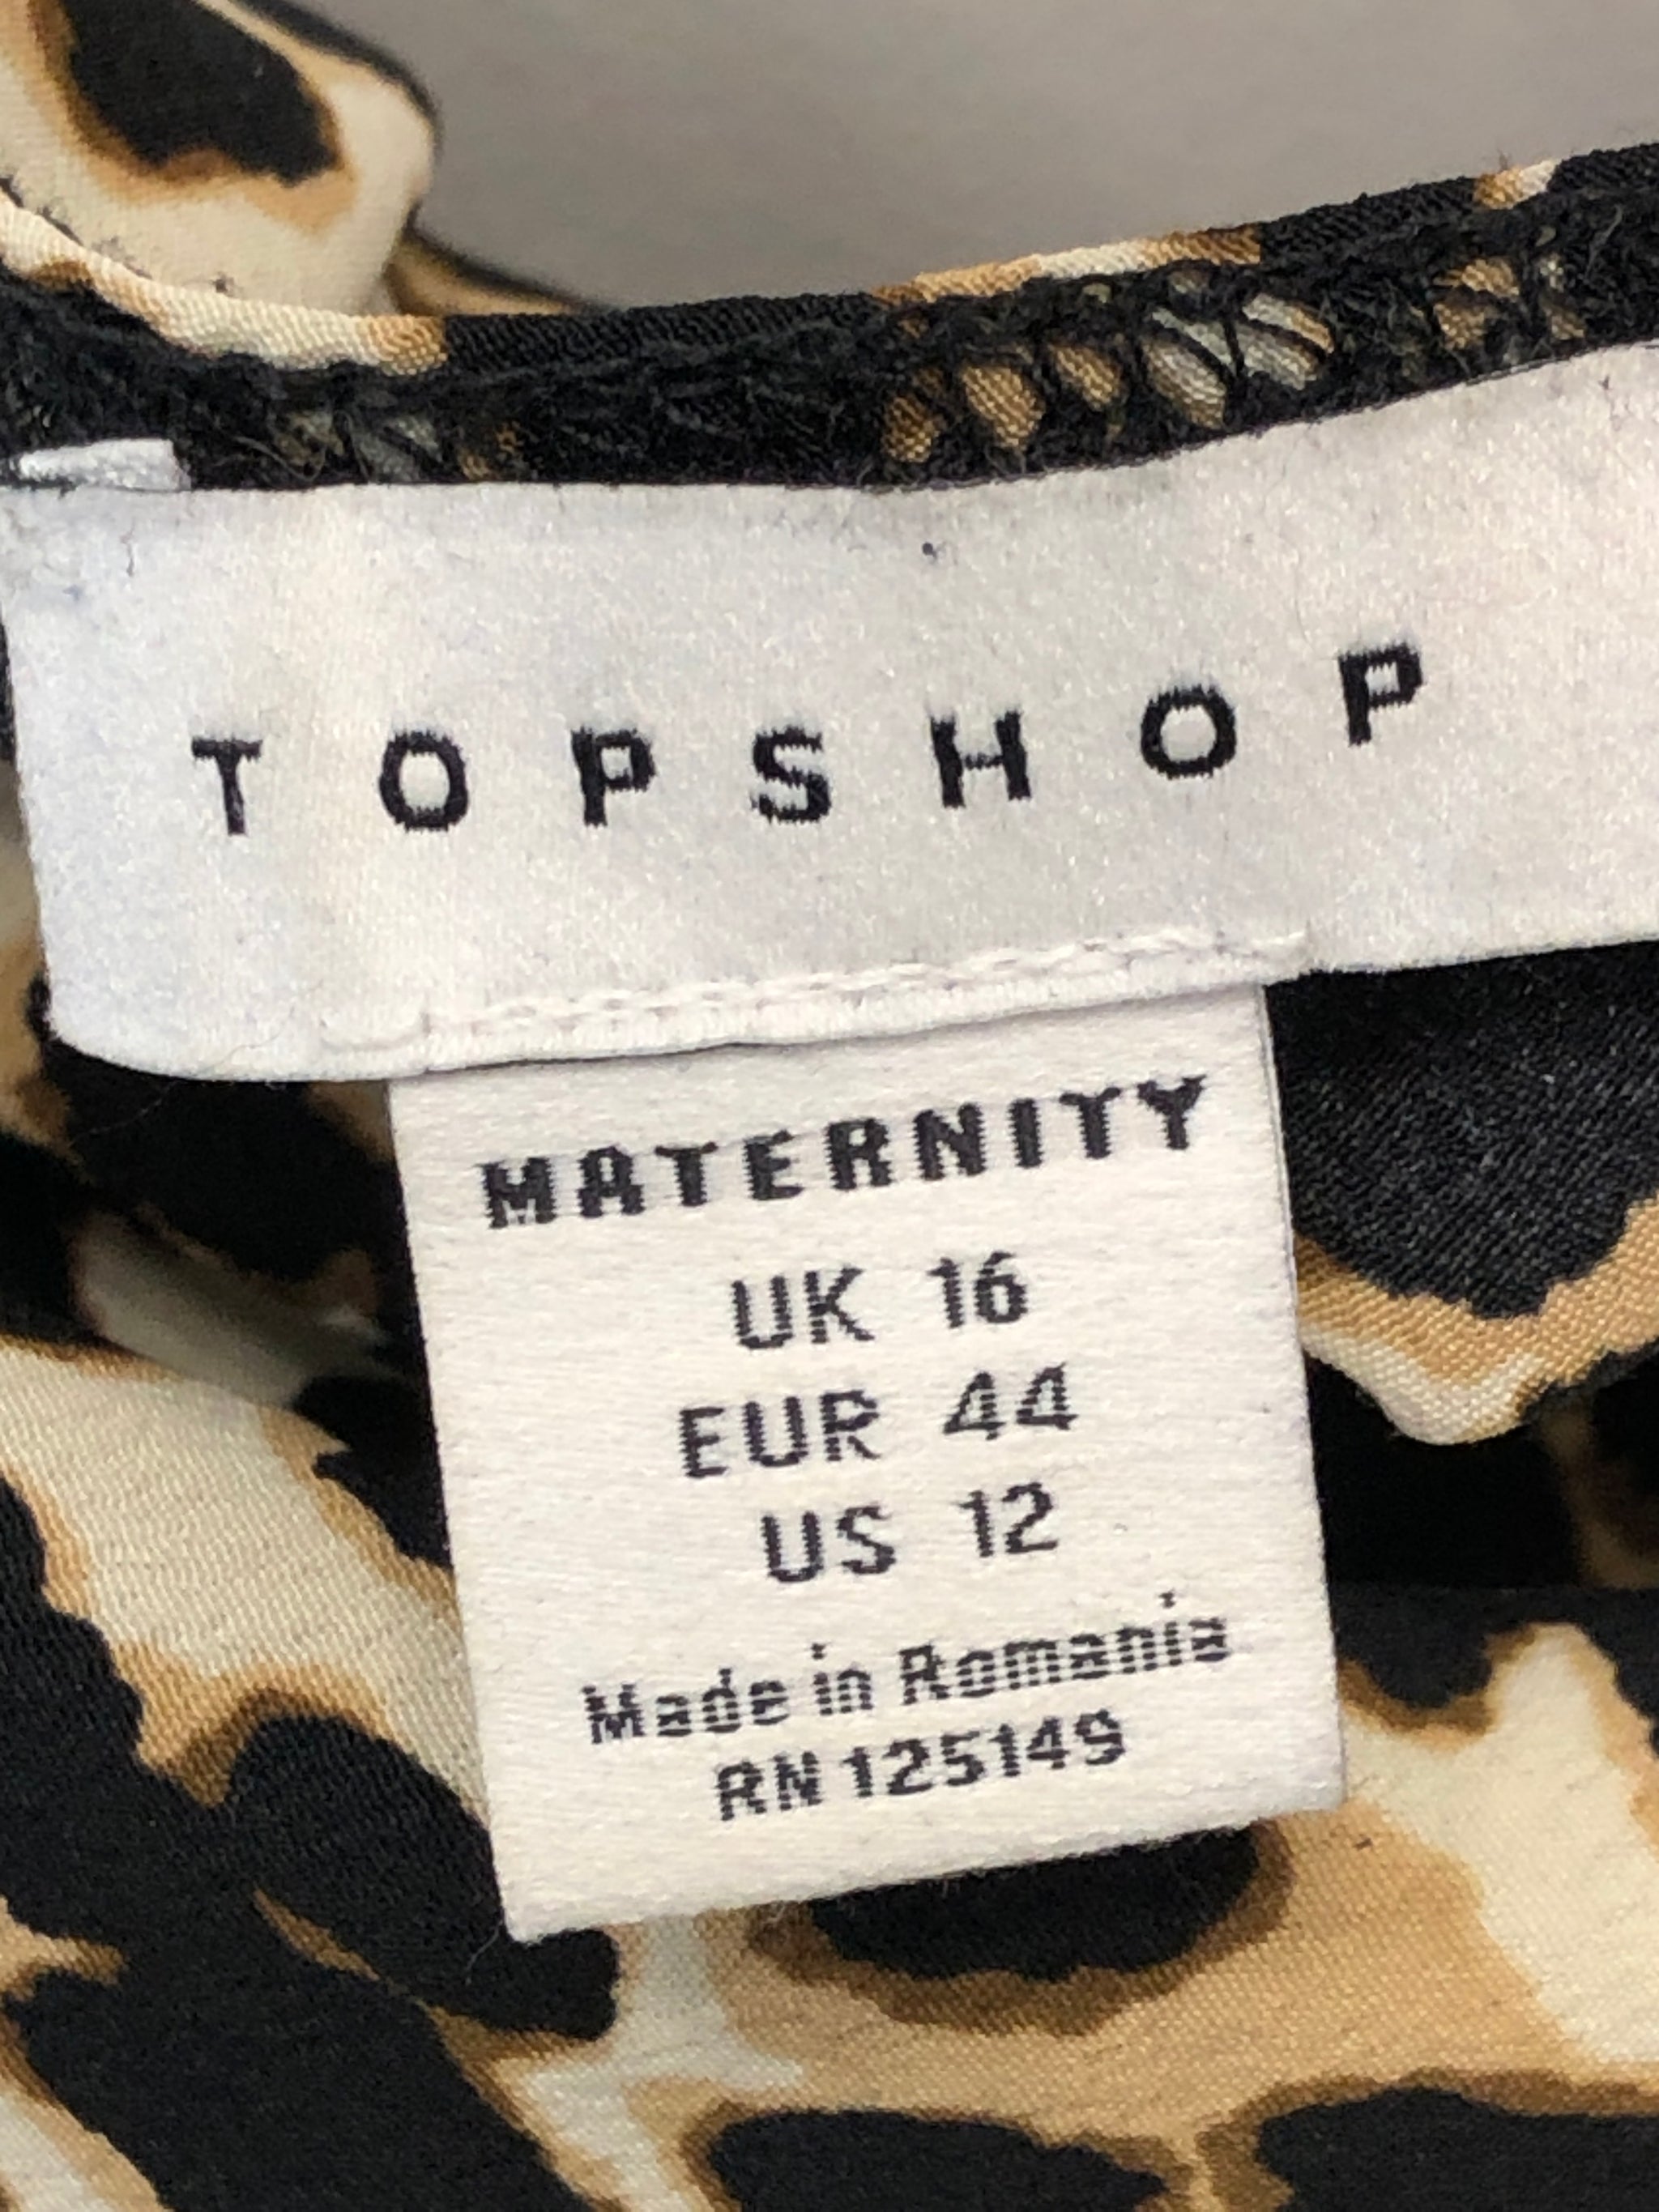 TOPSHOP
MATERNITY
UK 16
EUR 44
US 12
Made in Romania
RN 125149